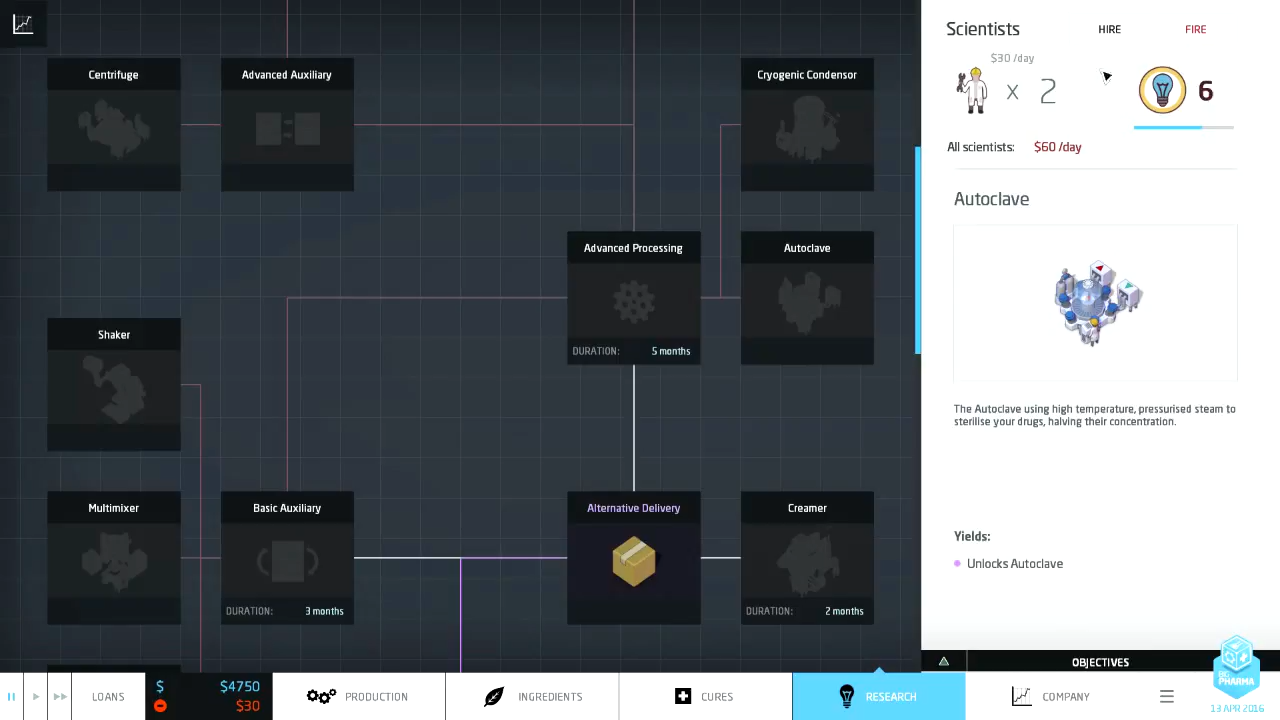 Centrifuge
Advanced Auxiliary
Cryogenic Condensor
Advanced Processing
DURATION: 5 months
Autoclave
Shaker
Multimixer
Basic Auxiliary
DURATION: 3 months
Alternative Delivery
Creamer
DURATION: 2 months
Scientists
HIRE
FIRE
$30 /day
X 2
6
All scientists: $60 /day
Autoclave
The Autoclave using high temperature, pressurised steam to
sterilise your drugs, halving their concentration.
Yields:
Unlocks Autoclave
OBJECTIVES
LOANS
$ $4750
$30
PRODUCTION
INGREDIENTS
CURES
RESEARCH
COMPANY
BIG
PHARMA
13 APR 2016